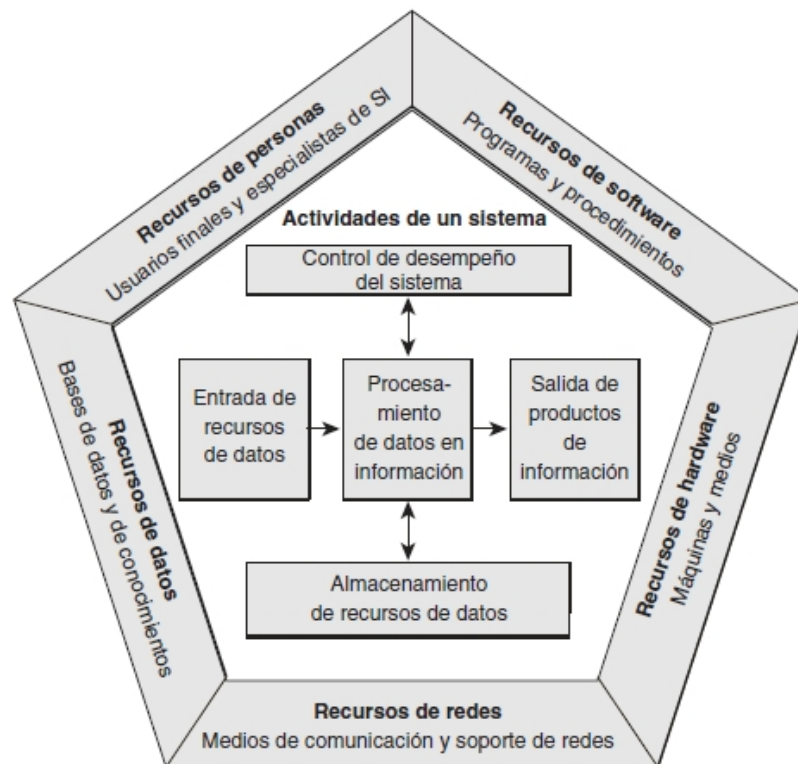 Recursos de personas
Usuarios finales y especialistas de SI
Recursos de software
Programas y procedimientos
Actividades de un sistema
Control de desempeño
del sistema
Entrada de
recursos
de datos
Procesa-
miento
de datos en
información
Salida de
productos
de
información
Almacenamiento
de recursos de datos
Recursos de datos
Bases de datos y de conocimientos
Recursos de hardware
Máquinas y medios
Recursos de redes
Medios de comunicación y soporte de redes